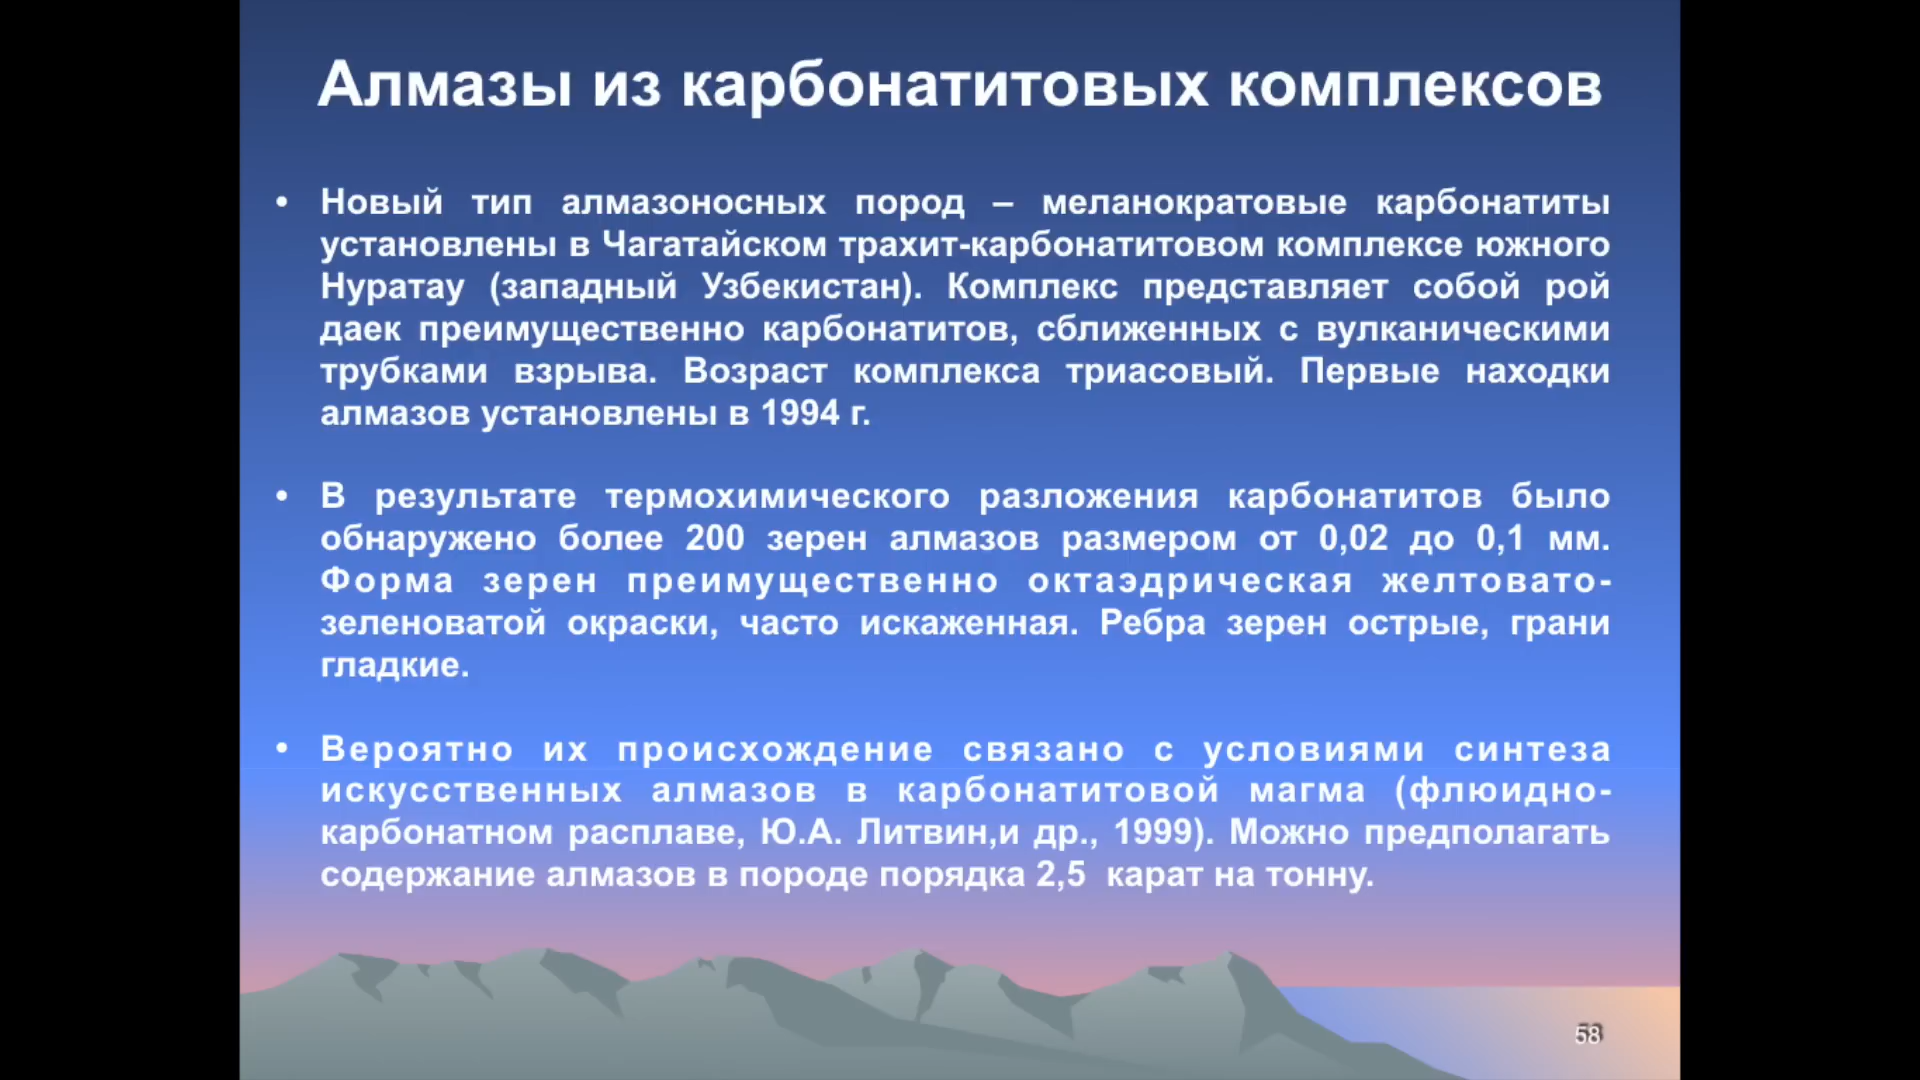 Алмазы из карбонатитовых комплексов
• Новый тип алмазоносных пород – меланократовые карбонатиты
установлены в Чагатайском трахит-карбонатитовом комплексе южного
Нуратау (западный Узбекистан). Комплекс представляет собой рой
даек преимущественно карбонатитов, сближенных с вулканическими
трубками взрыва. Возраст комплекса триасовый. Первые находки
алмазов установлены в 1994 г.
• В результате термохимического разложения карбонатитов было
обнаружено более 200 зерен алмазов размером от 0,02 до 0,1 мм.
Форма зерен преимущественно октаэдрическая желтовато-
зеленоватой окраски, часто искаженная. Ребра зерен острые, грани
гладкие.
• Вероятно их происхождение связано с условиями синтеза
искусственных алмазов в карбонатитовой магма (флюидно-
карбонатном расплаве, Ю.А. Литвин,и др., 1999). Можно предполагать
содержание алмазов в породе порядка 2,5 карат на тонну.
58